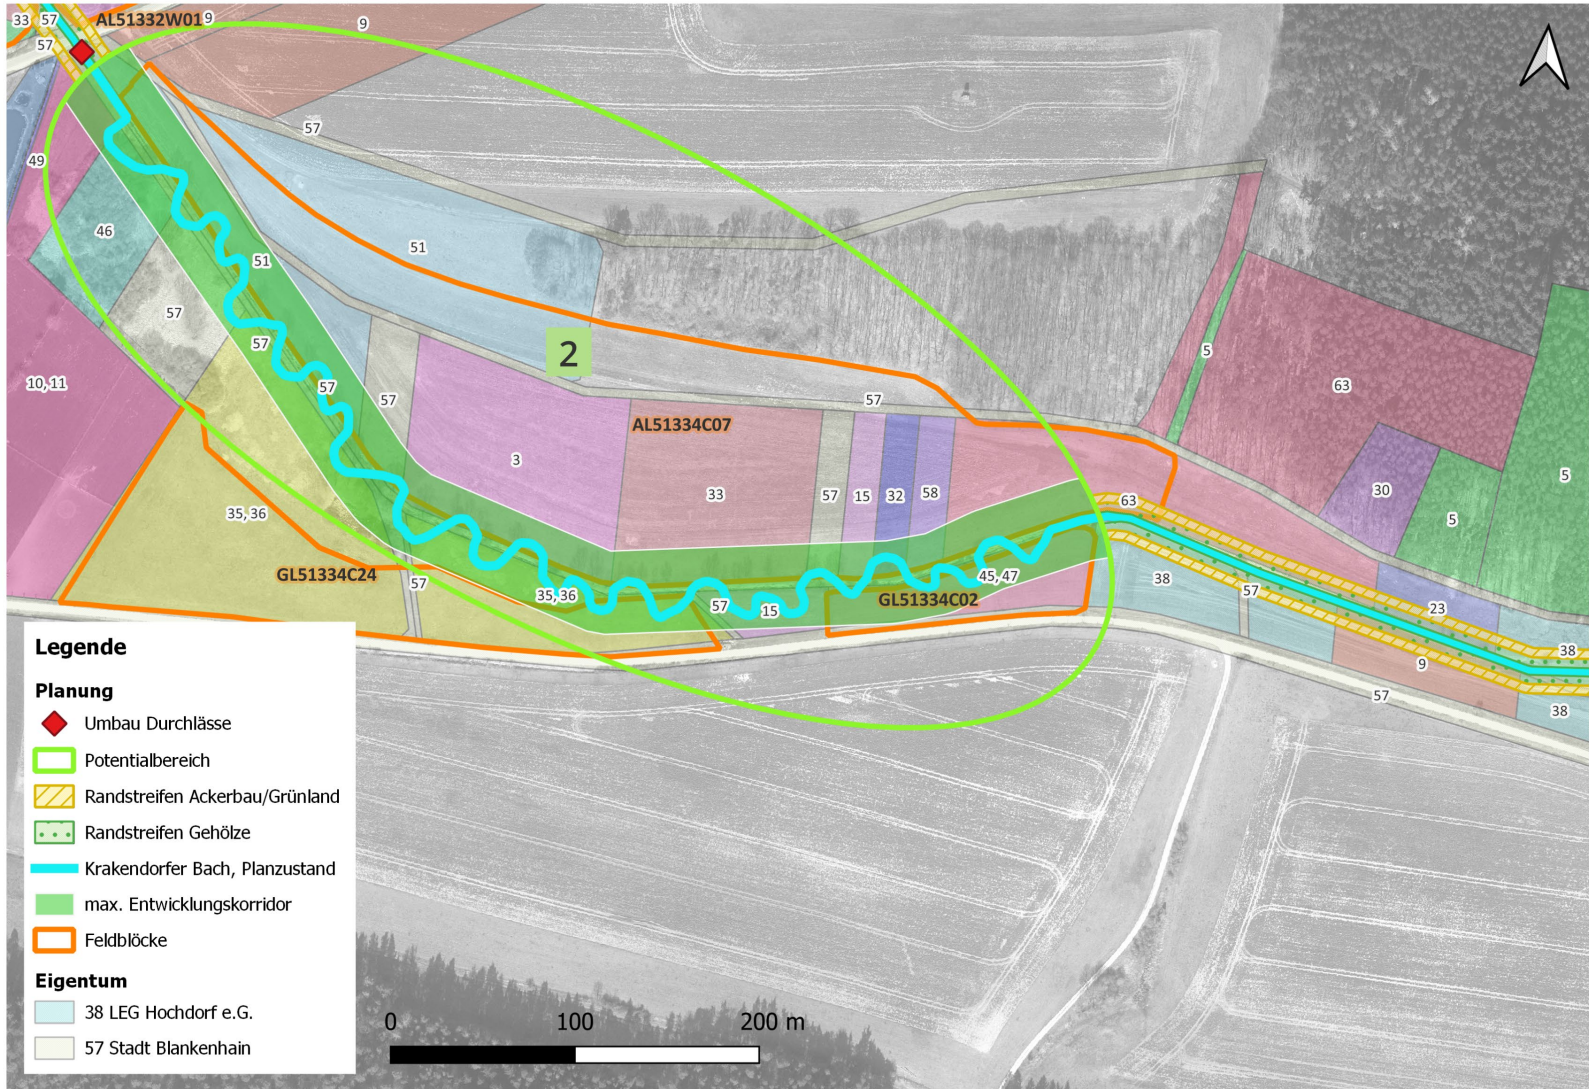 33
57
AL51332W01
9
9
57
57
49
46
51
51
57
57
2
57
10, 11
57
57
AL51334C07
3
33
57
15
32
58
5
63
30
5
5
35, 36
63
GL51334C24
57
35, 36
57
15
45, 47
GL51334C02
38
57
23
38
9
57
38
Legende
Planung
Umbau Durchlässe
Potentialbereich
Randstreifen Ackerbau/Grünland
Randstreifen Gehölze
Krakendorfer Bach, Planzustand
max. Entwicklungskorridor
Feldblöcke
Eigentum
38 LEG Hochdorf e.G.
57 Stadt Blankenhain
0
100
200 m